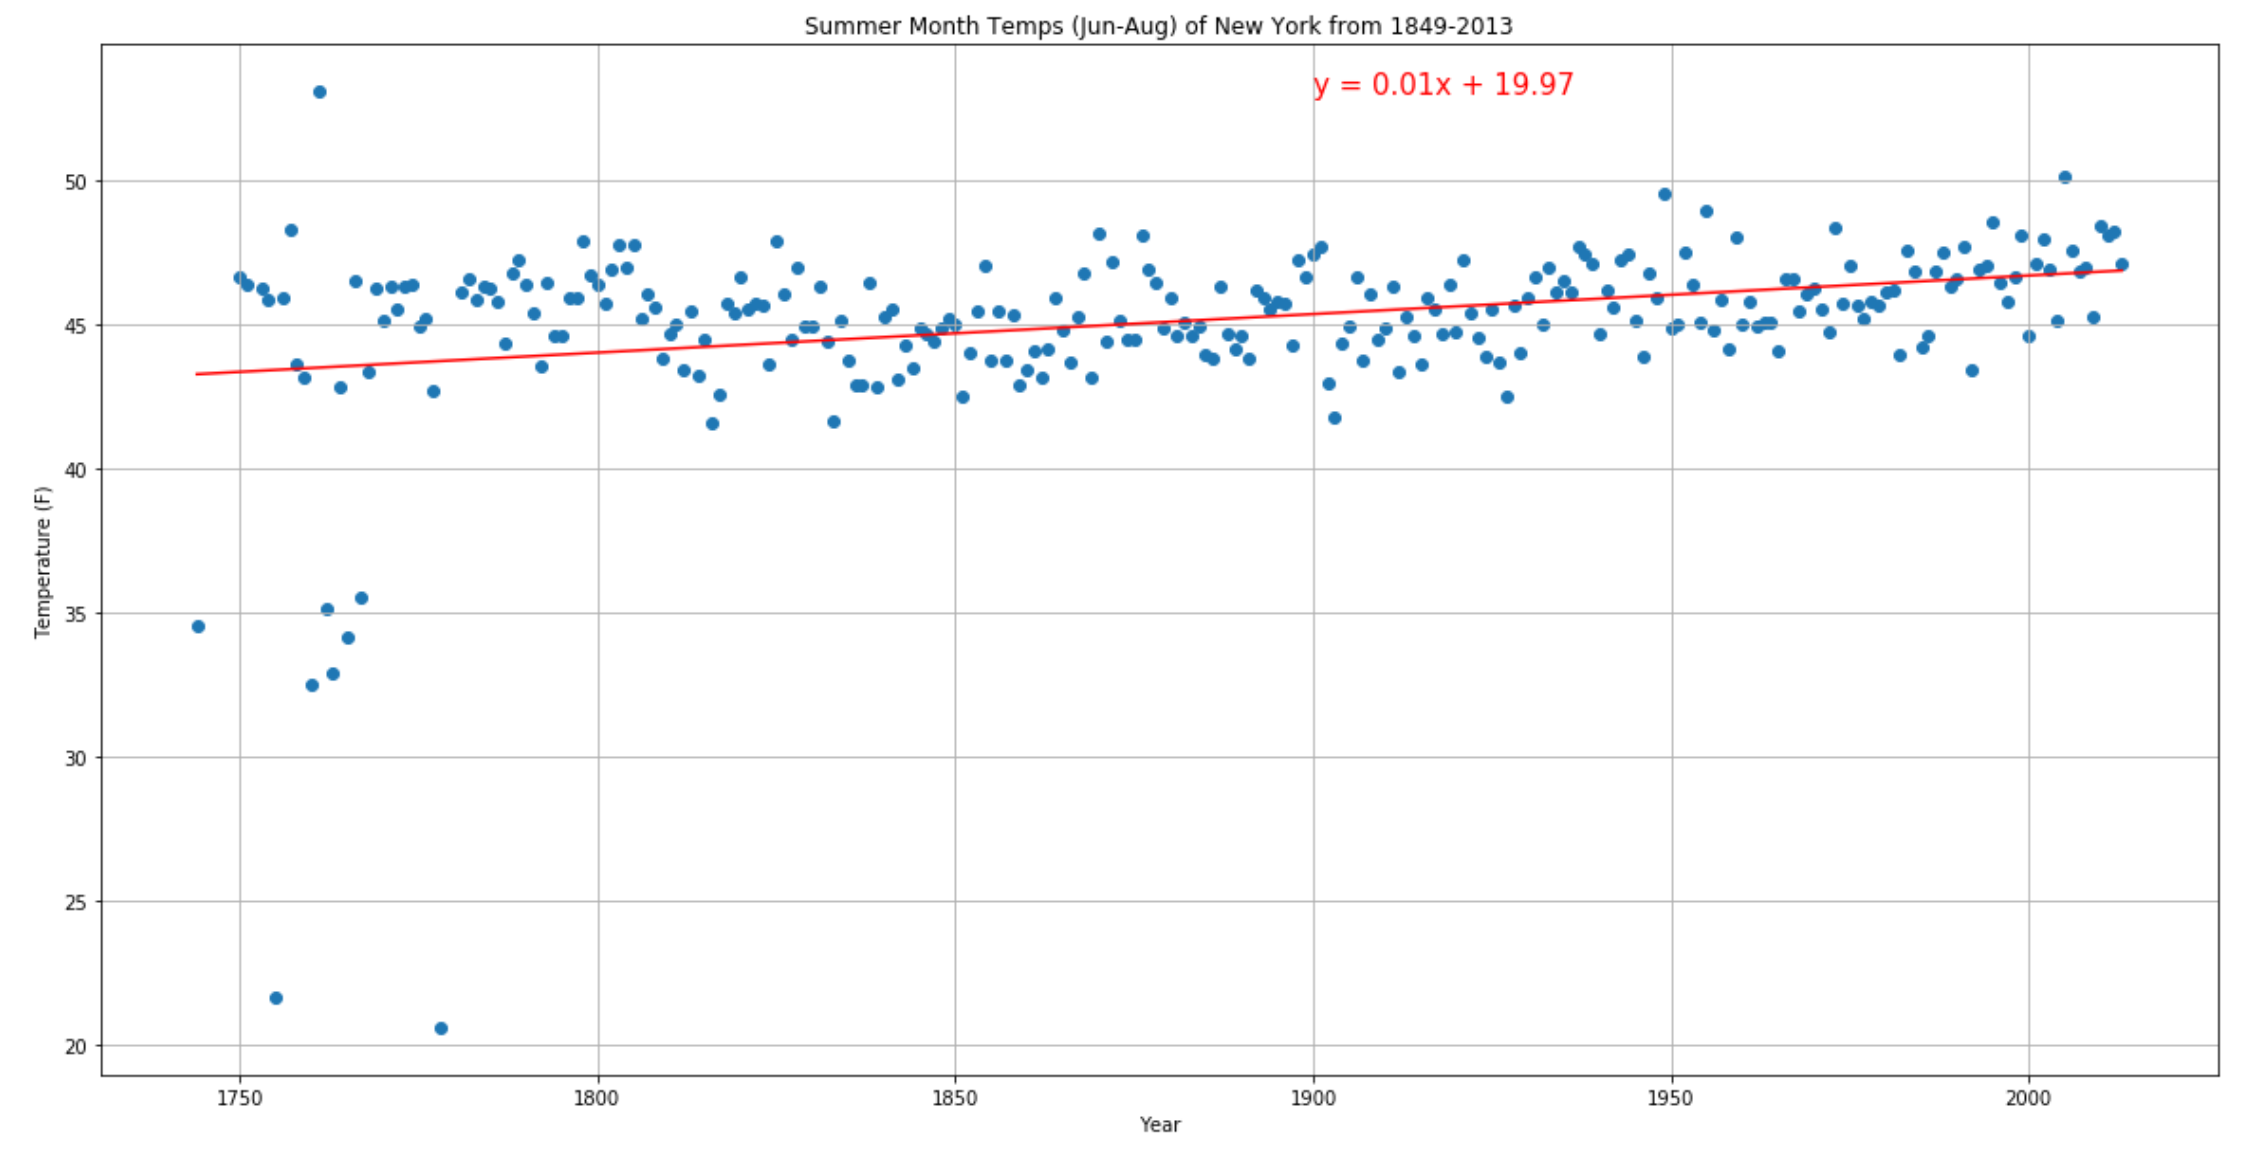 Summer Month Temps (Jun-Aug) of New York from 1849-2013
y = 0.01x + 19.97
50
45
40
35
30
25
20
Temperature (F)
1750 1800 1850 1900 1950 2000
Year